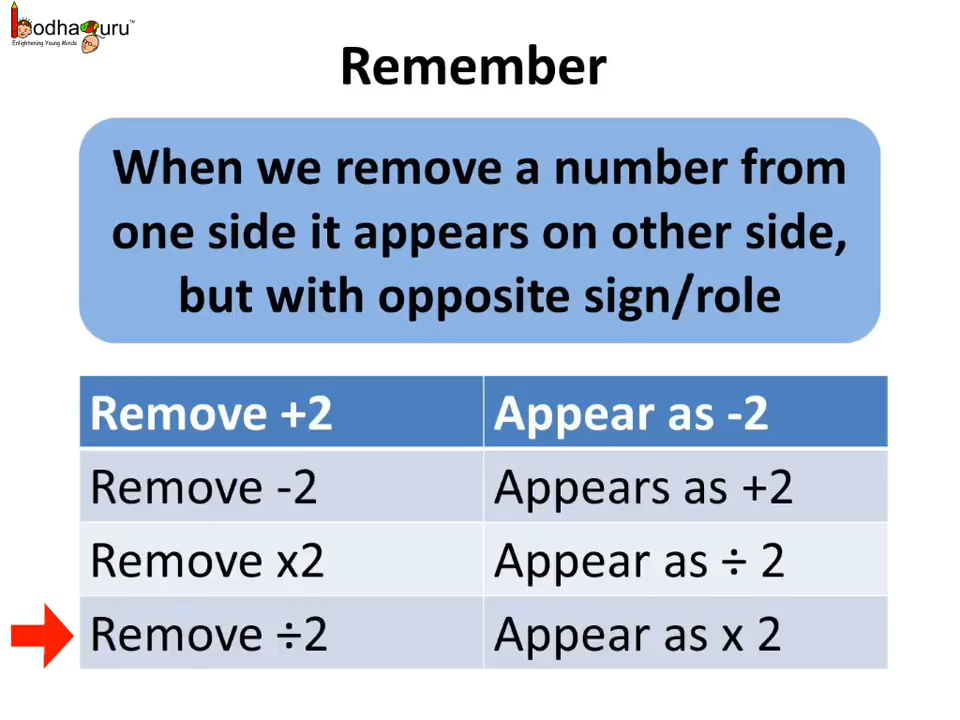 BodhaGuru™
Enlightening Young Minds
Remember
When we remove a number from
one side it appears on other side,
but with opposite sign/role
Remove +2 Appear as -2
Remove -2 Appears as +2
Remove x2 Appear as ÷ 2
Remove ÷2 Appear as x 2